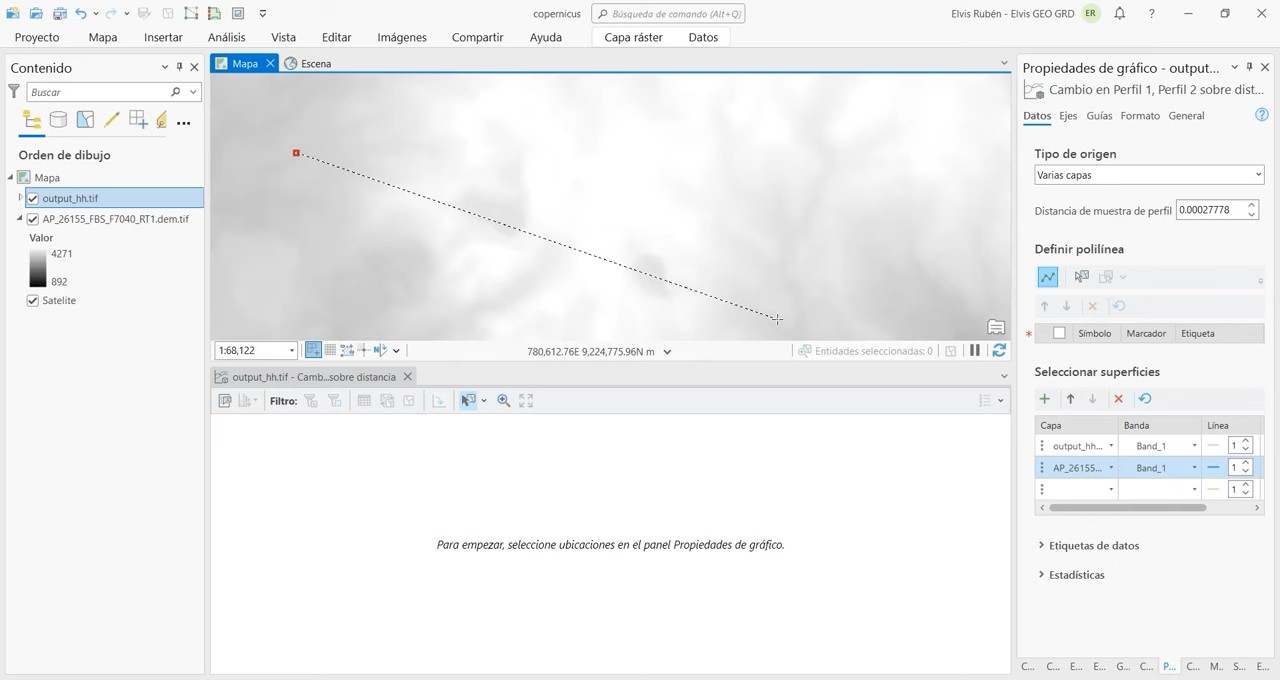 copernicus
Búsqueda de comando (Alt+Q)
Elvis Rubén - Elvis GEO GRD
ER
?
Proyecto
Mapa
Insertar
Análisis
Vista
Editar
Imágenes
Compartir
Ayuda
Capa ráster
Datos
Contenido
Buscar
Orden de dibujo
Mapa
output_hh.tif
AP_26155_FBS_F7040_RT1.dem.tif
Valor
4271
892
Satelite
Mapa
Escena
1:68,122
780,612.76E 9,224,775.96N m
Entidades seleccionadas: 0
output_hh.tif - Camb...sobre distancia
Filtro:
Para empezar, seleccione ubicaciones en el panel Propiedades de gráfico.
Propiedades de gráfico - output...
Cambio en Perfil 1, Perfil 2 sobre dist...
Datos Ejes Guías Formato General
Tipo de origen
Varias capas
Distancia de muestra de perfil 0.00027778
Definir polilínea
* Símbolo Marcador Etiqueta
Seleccionar superficies
Capa Banda Línea
output_hh... Band_1 1
AP_26155... Band_1 1
1
Etiquetas de datos
Estadísticas
C... C... E... E... G... C... P... C... M... S... E...